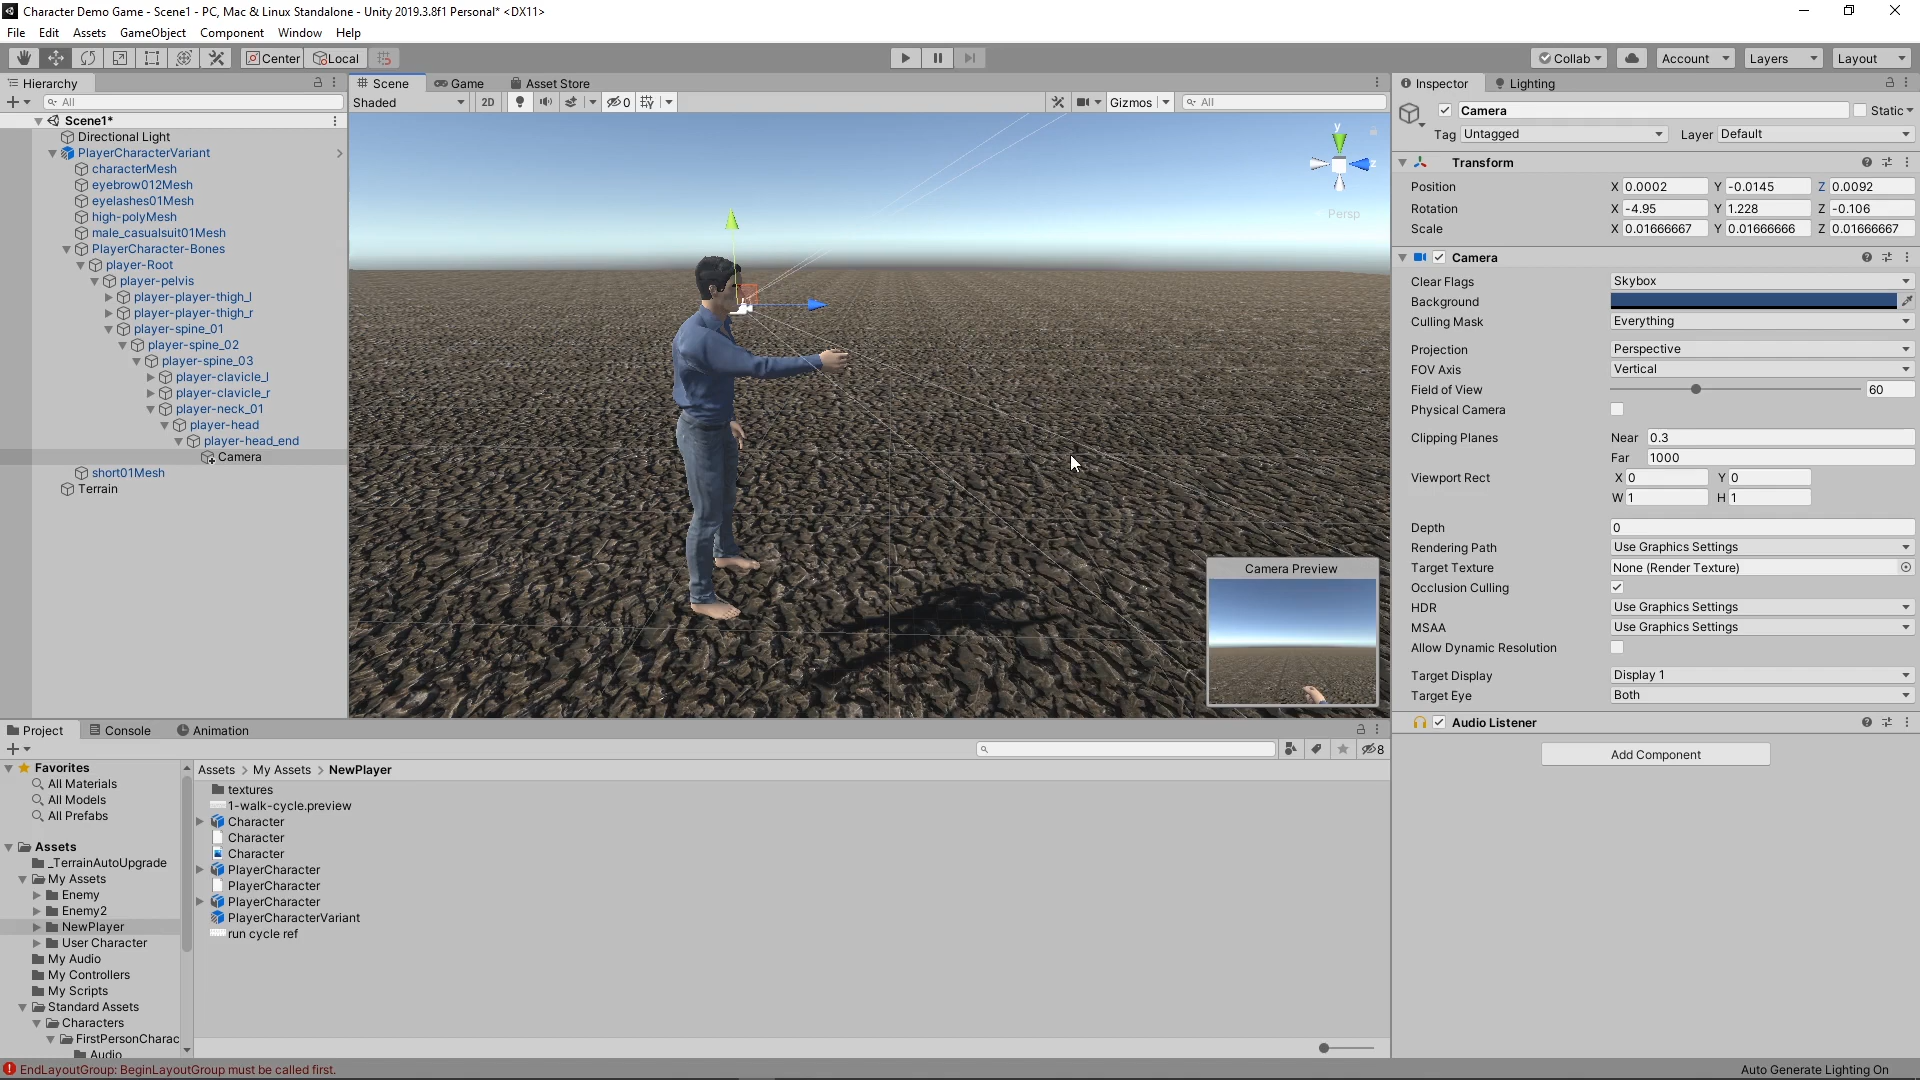 Character Demo Game - Scene1 - PC, Mac & Linux Standalone - Unity 2019.3.8f1 Personal* <DX11>
File Edit Assets GameObject Component Window Help
Center Local Collab Account Layers Layout
Hierarchy
All
Scene1*
Directional Light
PlayerCharacterVariant
characterMesh
eyebrow012Mesh
eyelashes01Mesh
high-polyMesh
male_casualsuit01Mesh
PlayerCharacter-Bones
player-Root
player-pelvis
player-player-thigh_l
player-player-thigh_r
player-spine_01
player-spine_02
player-spine_03
player-clavicle_l
player-clavicle_r
player-neck_01
player-head
player-head_end
Camera
short01Mesh
Terrain
Scene Game Asset Store
Shaded 2D 0 Gizmos All
y
z
Persp
Camera Preview
Inspector Lighting
Camera Static
Tag Untagged Layer Default
Transform
Position X 0.0002 Y -0.0145 Z 0.0092
Rotation X -4.95 Y 1.228 Z -0.106
Scale X 0.01666667 Y 0.01666666 Z 0.01666667
Camera
Clear Flags Skybox
Background
Culling Mask Everything
Projection Perspective
FOV Axis Vertical
Field of View 60
Physical Camera
Clipping Planes Near 0.3
Far 1000
Viewport Rect X 0 Y 0
W 1 H 1
Depth 0
Rendering Path Use Graphics Settings
Target Texture None (Render Texture)
Occlusion Culling
HDR Use Graphics Settings
MSAA Use Graphics Settings
Allow Dynamic Resolution
Target Display Display 1
Target Eye Both
Audio Listener
Add Component
Project Console Animation
8
Favorites
All Materials
All Models
All Prefabs
Assets
_TerrainAutoUpgrade
My Assets
Enemy
Enemy2
NewPlayer
User Character
My Audio
My Controllers
My Scripts
Standard Assets
Characters
FirstPersonCharac
Audio
Assets > My Assets > NewPlayer
textures
1-walk-cycle.preview
Character
Character
Character
PlayerCharacter
PlayerCharacter
PlayerCharacter
PlayerCharacterVariant
run cycle ref
EndLayoutGroup: BeginLayoutGroup must be called first.
Auto Generate Lighting On